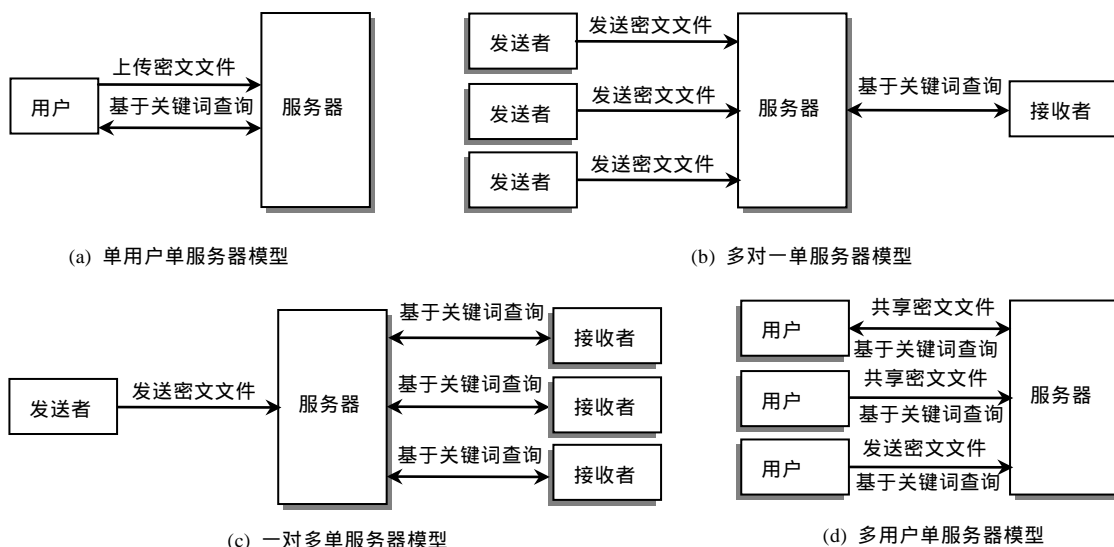 用户
上传密文文件
基于关键词查询
服务器
(a) 单用户单服务器模型
发送者
发送密文文件
发送者
发送密文文件
发送者
发送密文文件
服务器
基于关键词查询
接收者
(b) 多对一单服务器模型
发送者
发送密文文件
服务器
基于关键词查询
接收者
基于关键词查询
接收者
基于关键词查询
接收者
(c) 一对多单服务器模型
用户
共享密文文件
基于关键词查询
用户
共享密文文件
基于关键词查询
用户
发送密文文件
基于关键词查询
服务器
(d) 多用户单服务器模型